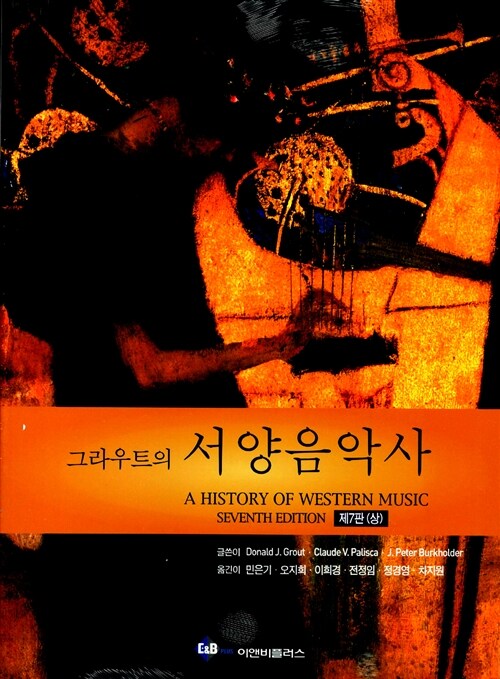 그라우트의 서양음악사
A HISTORY OF WESTERN MUSIC
SEVENTH EDITION 제7판(상)
글쓴이 Donald J. Grout · Claude V. Palisca · J. Peter Burkholder
옮긴이 민은기 · 오지희 · 이희경 · 전정임 · 정경영 · 차지원
E&B PLUS 이앤비플러스